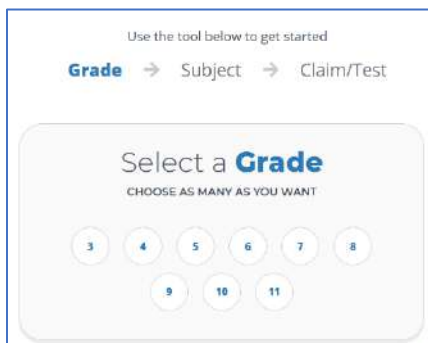 Use the tool below to get started
Grade → Subject → Claim/Test
Select a Grade
CHOOSE AS MANY AS YOU WANT
3 4 5 6 7 8
9 10 11